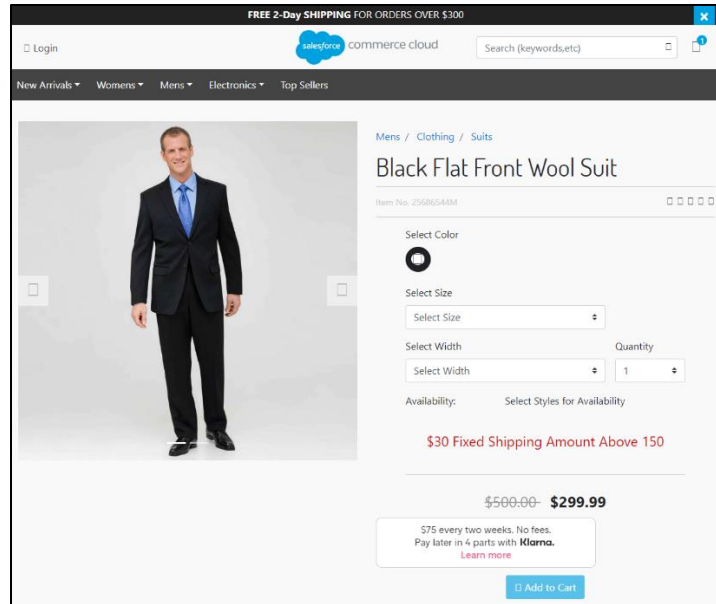 FREE 2-Day SHIPPING FOR ORDERS OVER $300
Login
salesforce commerce cloud
Search (keywords,etc)
1
New Arrivals Womens Mens Electronics Top Sellers
Mens / Clothing / Suits
Black Flat Front Wool Suit
Item No. 25686544M
Select Color
Select Size
Select Size
Select Width
Quantity
Select Width
1
Availability:
Select Styles for Availability
$30 Fixed Shipping Amount Above 150
$500.00 $299.99
$75 every two weeks. No fees.
Pay later in 4 parts with Klarna.
Learn more
Add to Cart